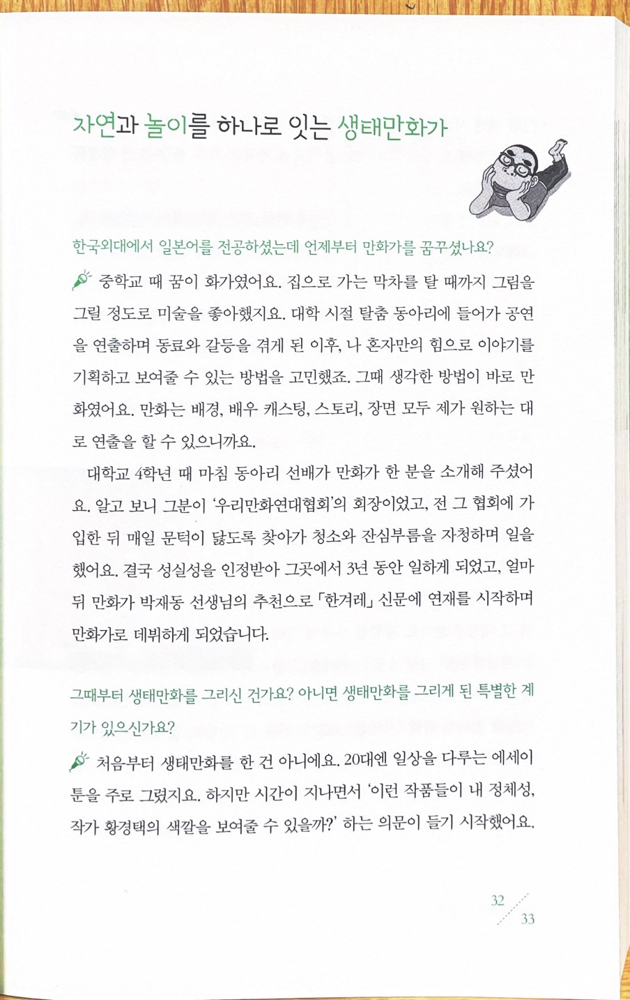 자연과 놀이를 하나로 잇는 생태만화가
한국외대에서 일본어를 전공하셨는데 언제부터 만화가를 꿈꾸셨나요?
중학교 때 꿈이 화가였어요. 집으로 가는 막차를 탈 때까지 그림을
그릴 정도로 미술을 좋아했지요. 대학 시절 탈춤 동아리에 들어가 공연
을 연출하며 동료와 갈등을 겪게 된 이후, 나 혼자만의 힘으로 이야기를
기획하고 보여줄 수 있는 방법을 고민했죠. 그때 생각한 방법이 바로 만
화였어요. 만화는 배경, 배우 캐스팅, 스토리, 장면 모두 제가 원하는 대
로 연출을 할 수 있으니까요.
대학교 4학년 때 마침 동아리 선배가 만화가 한 분을 소개해 주셨어
요. 알고 보니 그분이 ‘우리만화연대협회’의 회장이었고, 전 그 협회에 가
입한 뒤 매일 문턱이 닳도록 찾아가 청소와 잔심부름을 자청하며 일을
했어요. 결국 성실성을 인정받아 그곳에서 3년 동안 일하게 되었고, 얼마
뒤 만화가 박재동 선생님의 추천으로 「한겨레」 신문에 연재를 시작하며
만화가로 데뷔하게 되었습니다.
그때부터 생태만화를 그리신 건가요? 아니면 생태만화를 그리게 된 특별한 계
기가 있으신가요?
처음부터 생태만화를 한 건 아니에요. 20대엔 일상을 다루는 에세이
툰을 주로 그렸지요. 하지만 시간이 지나면서 ‘이런 작품들이 내 정체성,
작가 황경택의 색깔을 보여줄 수 있을까?’ 하는 의문이 들기 시작했어요.
32
33